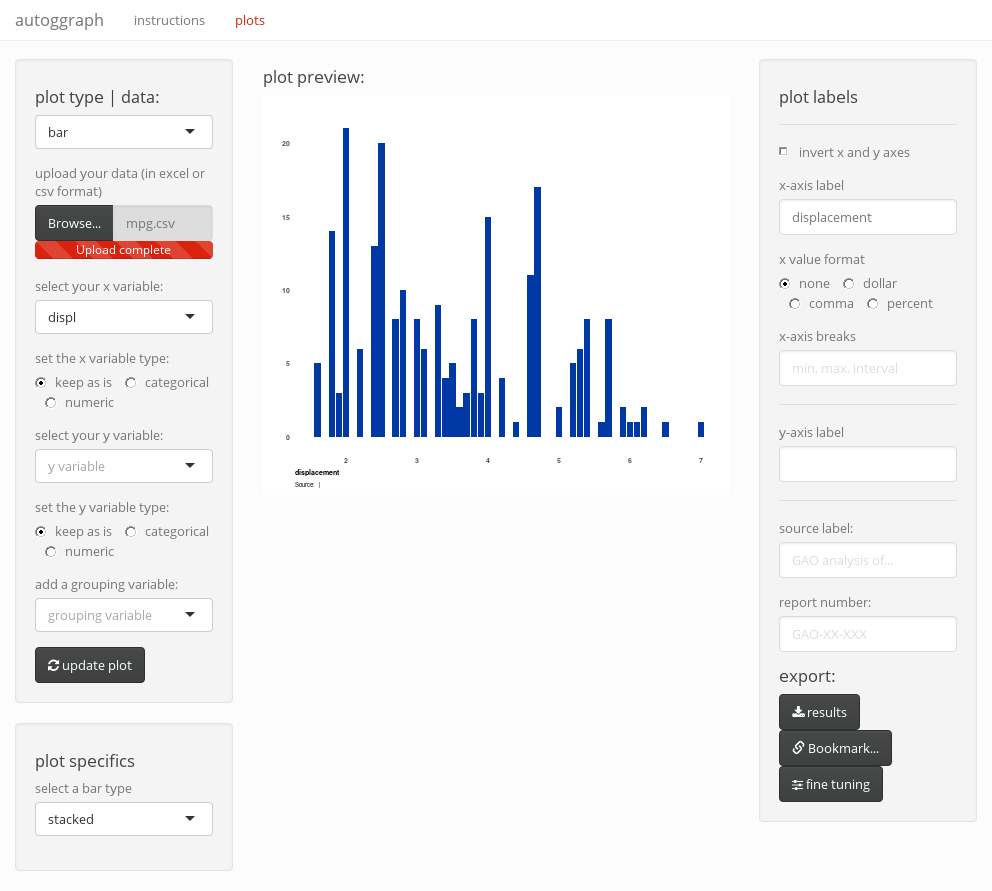 autoggraph instructions plots
plot type | data:
bar
upload your data (in excel or
csv format)
Browse... mpg.csv
Upload complete
select your x variable:
displ
set the x variable type:
keep as is categorical
numeric
select your y variable:
y variable
set the y variable type:
keep as is categorical
numeric
add a grouping variable:
grouping variable
update plot
plot specifics
select a bar type
stacked
plot preview:
20
15
10
5
0
2 3 4 5 6 7
displacement
Source: |
plot labels
invert x and y axes
x-axis label
displacement
x value format
none dollar
comma percent
x-axis breaks
min, max, interval
y-axis label
source label:
GAO analysis of...
report number:
GAO-XX-XXX
export:
results
Bookmark...
fine tuning